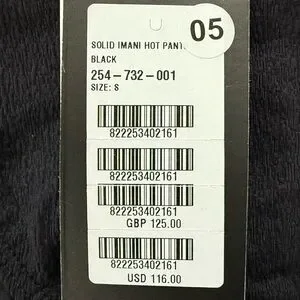 05
SOLID IMANI HOT PANT
BLACK
254-732-001
SIZE: S
822253402161
822253402161
822253402161
GBP 125.00
822253402161
USD 116.00